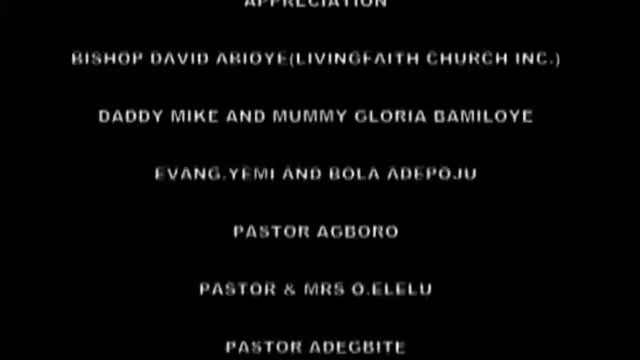 APPRECIATION
BISHOP DAVID ABIOYE(LIVINGFAITH CHURCH INC.)
DADDY MIKE AND MUMMY GLORIA BAMILOYE
EVANG.YEMI AND BOLA ADEPOJU
PASTOR AGBORO
PASTOR & MRS O.ELELU
PASTOR ADEGBITE